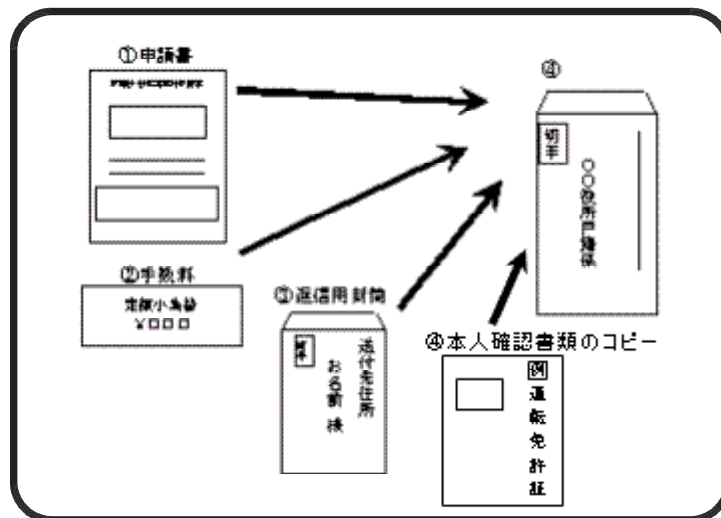 ①申請書
②手数料
定額小為替
¥□□□
③返信用封筒
切手
送付先住所
お名前 様
④
切手
○○役所戸籍係
④本人確認書類のコピー
例
運転免許証